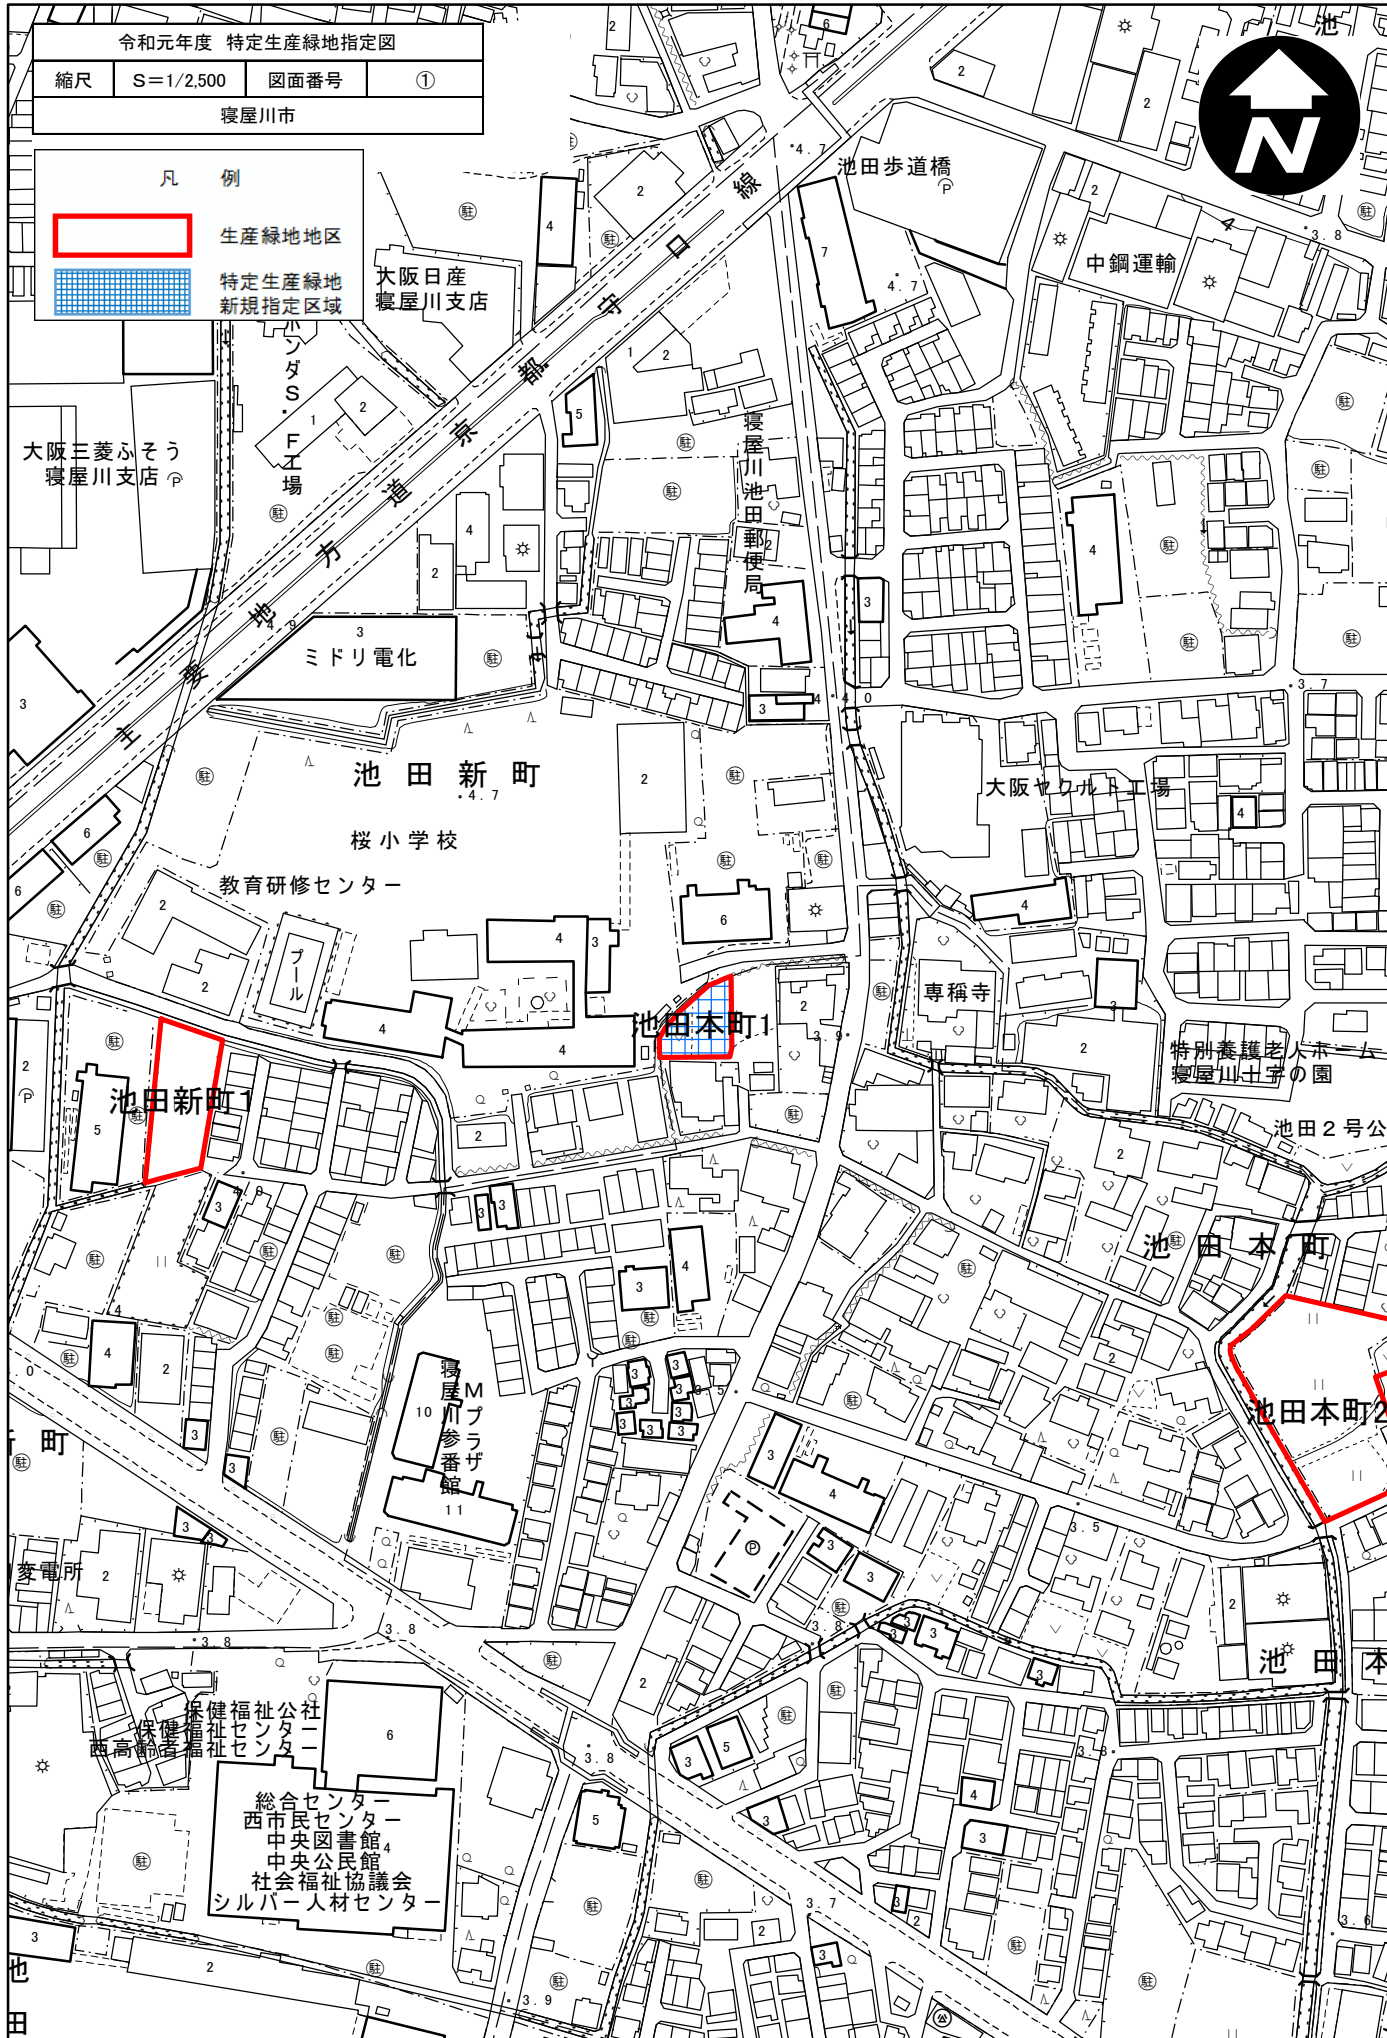 令和元年度 特定生産緑地指定図
縮尺 S=1/2,500 図面番号 ①
寝屋川市
凡 例
生産緑地地区
特定生産緑地
新規指定区域
池
N
池田歩道橋
中鋼運輸
大阪日産
寝屋川支店
ホンダS.F工場
大阪三菱ふそう
寝屋川支店
主要地方道京都守口線
寝屋川池田郵便局
ミドリ電化
池田新町
4.7
桜小学校
教育研修センター
プール
大阪ヤクルト工場
専稱寺
池田本町1
池田新町1
特別養護老人ホーム
寝屋川十字の園
池田2号公
池田本町
池田本町2
Mプラザ
寝屋川参番館
町
変電所
池田本
保健福祉公社
保健福祉センター
西高齢者福祉センター
総合センター
西市民センター
中央図書館
中央公民館
社会福祉協議会
シルバー人材センター
池
田